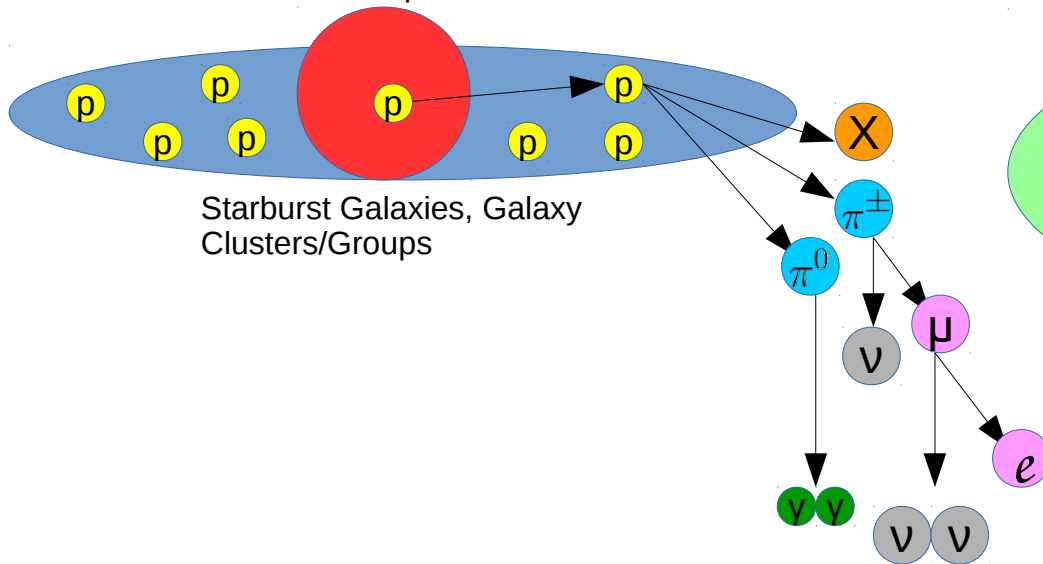 p
p
p
p
p
p
p
p
X
Starburst Galaxies, Galaxy
Clusters/Groups
π±
π⁰
μ
ν
e
γ γ
ν ν